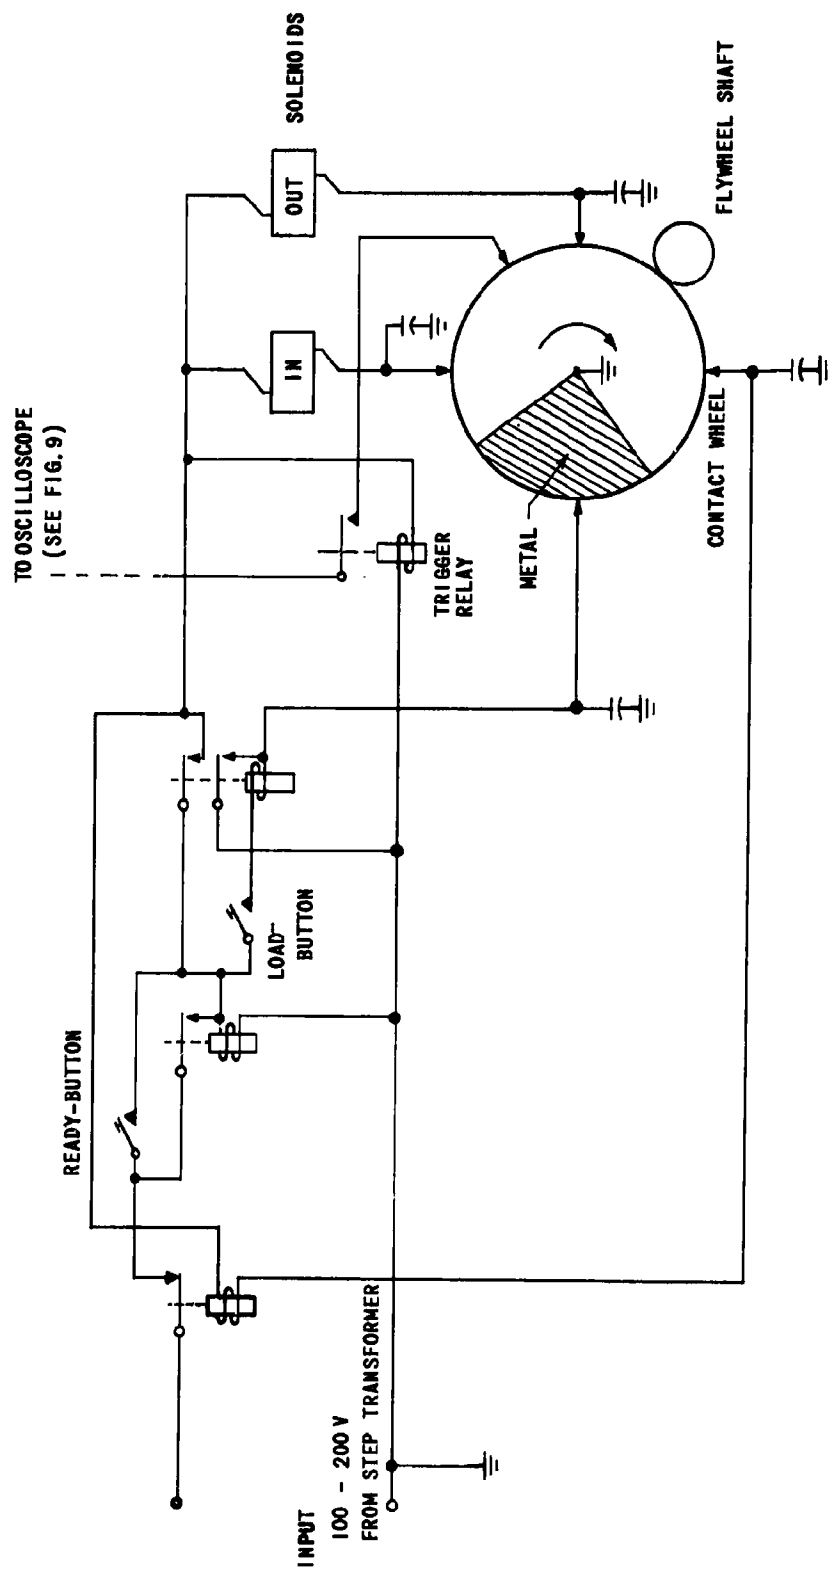 TO OSCILLOSCOPE
(SEE FIG. 9)
SOLENOIDS
OUT
IN
FLYWHEEL SHAFT
CONTACT WHEEL
METAL
TRIGGER
RELAY
LOAD-
BUTTON
READY-BUTTON
INPUT
100 - 200 V
FROM STEP TRANSFORMER